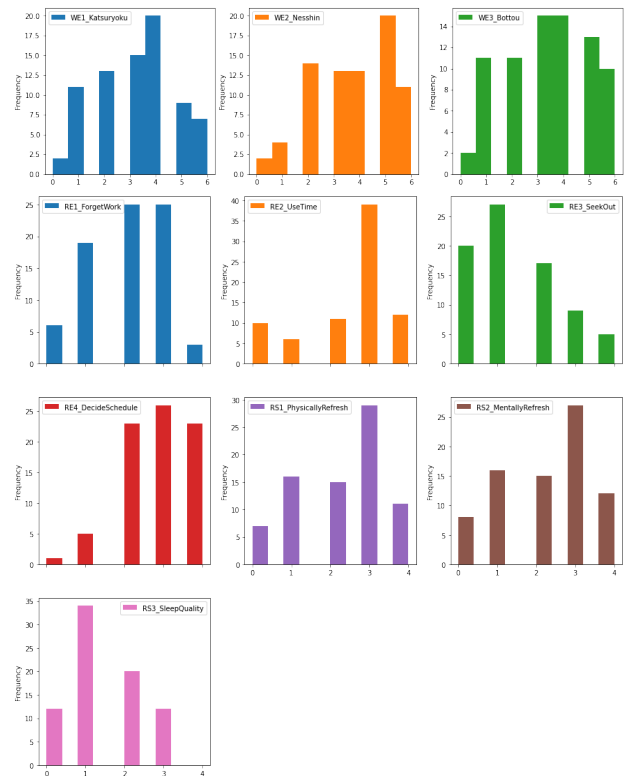 WE1_Katsuryoku
20.0
17.5
15.0
12.5
10.0
7.5
5.0
2.5
0.0
Frequency
0 1 2 3 4 5 6
WE2_Nesshin
20.0
17.5
15.0
12.5
10.0
7.5
5.0
2.5
0.0
Frequency
0 1 2 3 4 5 6
WE3_Bottou
14
12
10
8
6
4
2
0
Frequency
0 1 2 3 4 5 6
RE1_ForgetWork
25
20
15
10
5
0
Frequency
RE2_UseTime
40
35
30
25
20
15
10
5
0
Frequency
RE3_SeekOut
25
20
15
10
5
0
Frequency
RE4_DecideSchedule
25
20
15
10
5
0
Frequency
RS1_PhysicallyRefresh
30
25
20
15
10
5
0
Frequency
0 1 2 3 4
RS2_MentallyRefresh
25
20
15
10
5
0
Frequency
0 1 2 3 4
RS3_SleepQuality
35
30
25
20
15
10
5
0
Frequency
0 1 2 3 4